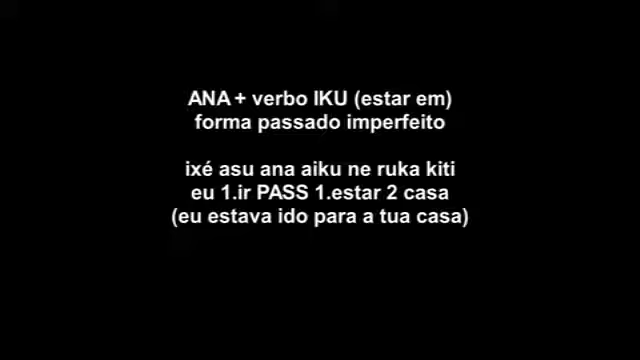 ANA + verbo IKU (estar em)
forma passado imperfeito
ixé asu ana aiku ne ruka kiti
eu 1.ir PASS 1.estar 2 casa
(eu estava ido para a tua casa)